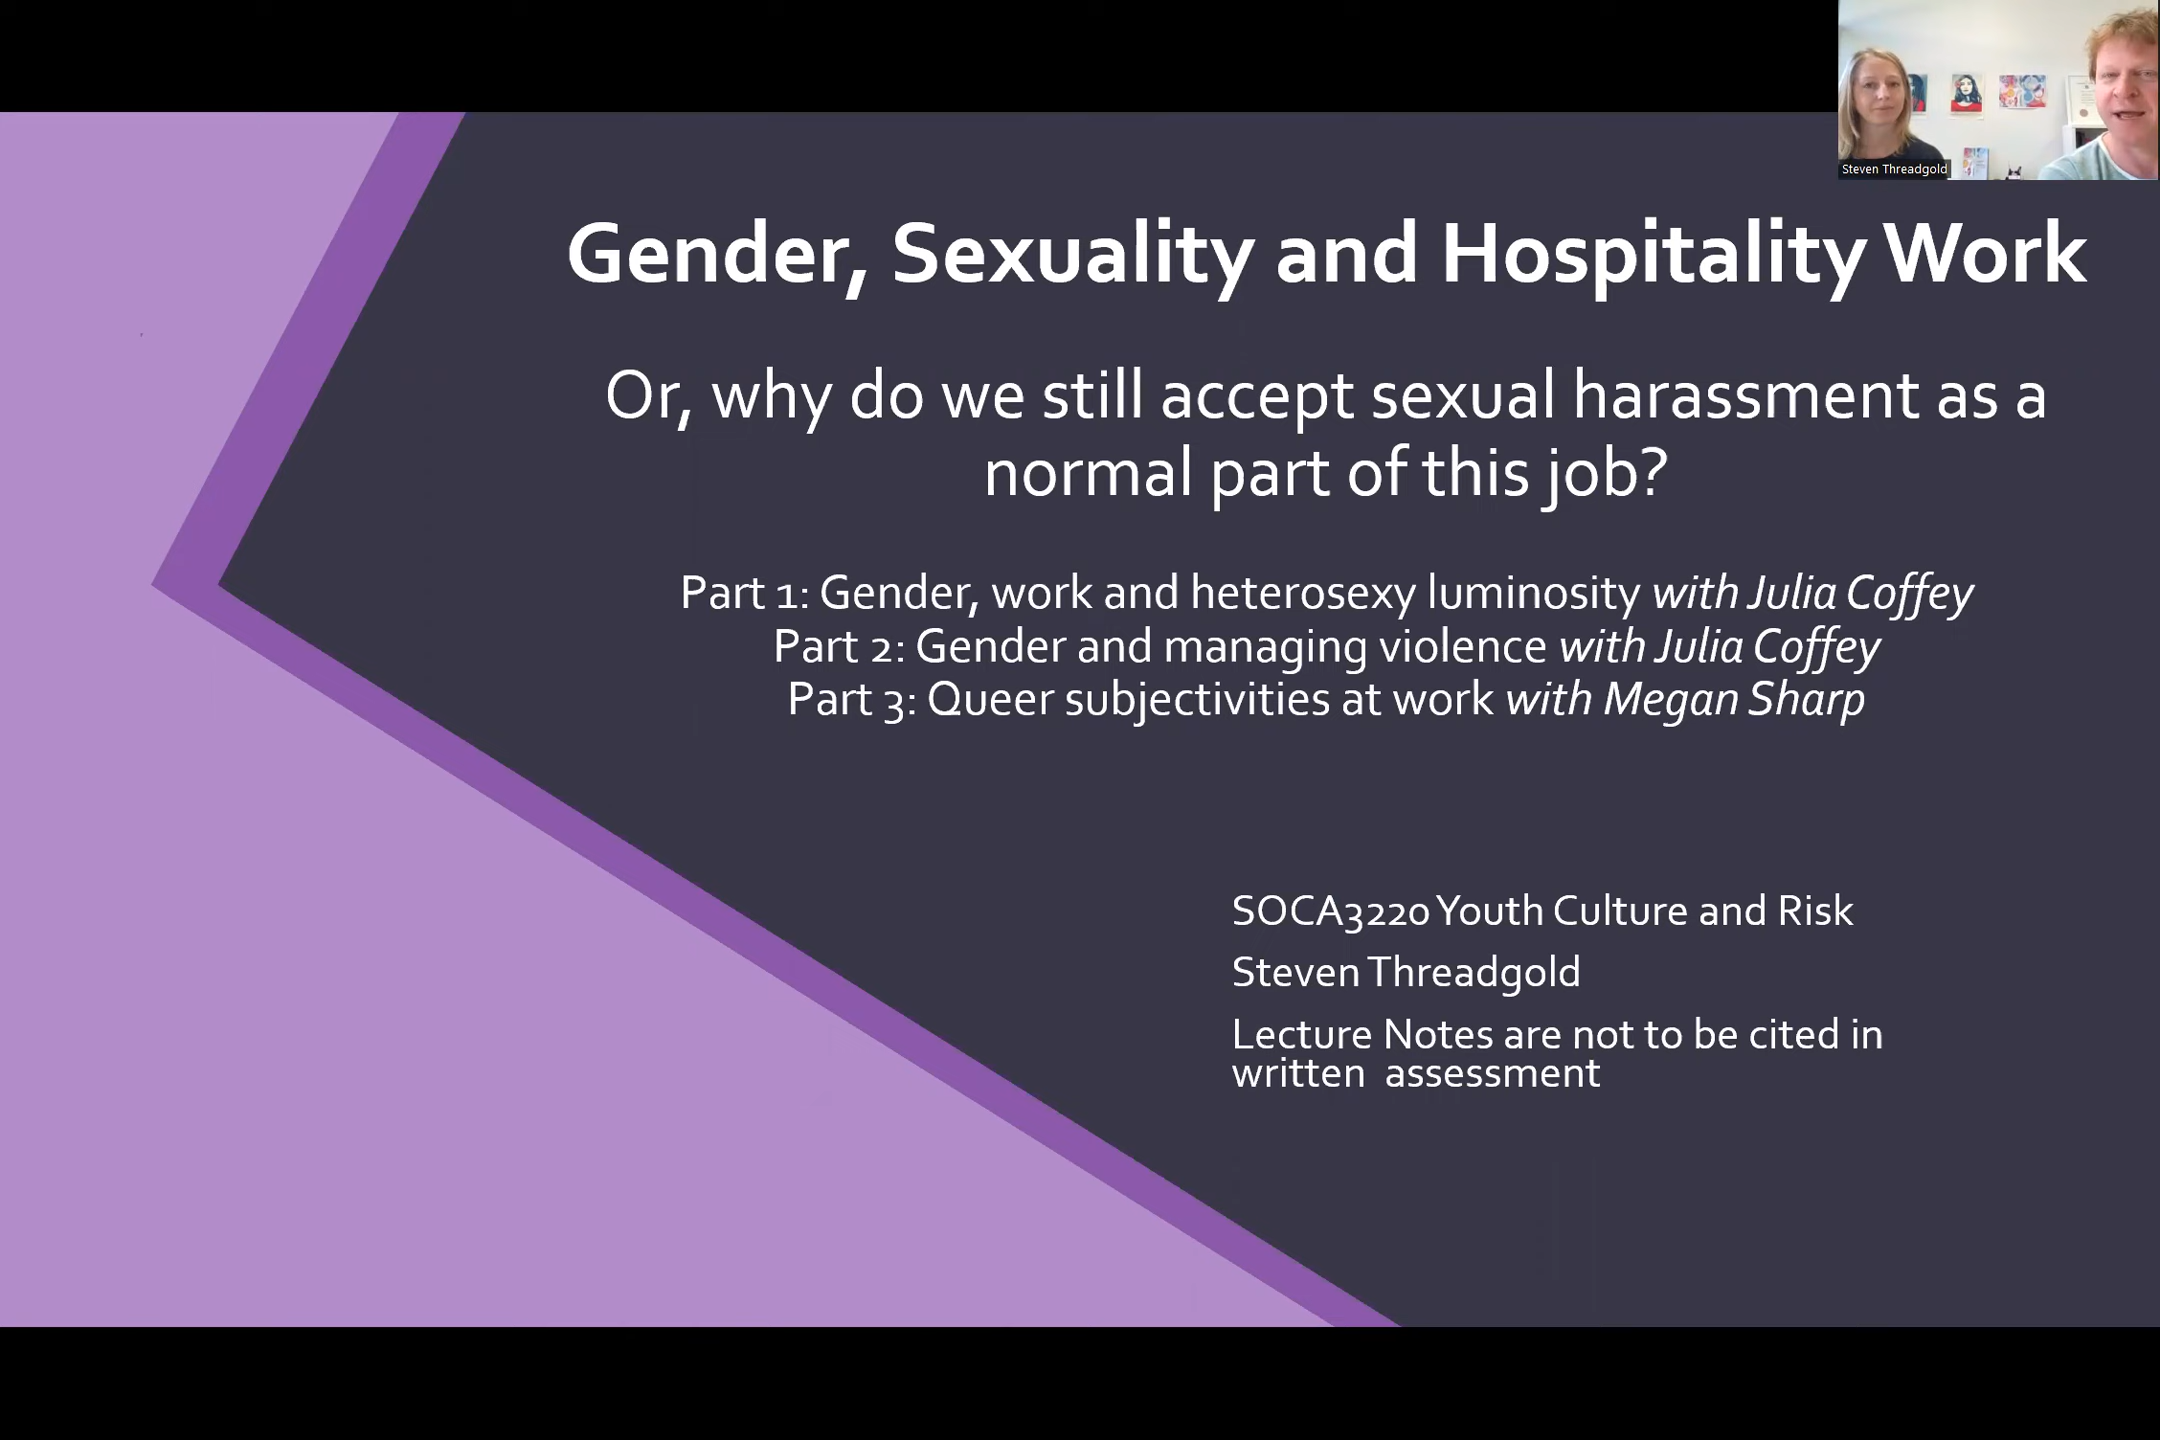 Steven Threadgold
Gender, Sexuality and Hospitality Work
Or, why do we still accept sexual harassment as a
normal part of this job?
Part 1: Gender, work and heterosexy luminosity with Julia Coffey
Part 2: Gender and managing violence with Julia Coffey
Part 3: Queer subjectivities at work with Megan Sharp
SOCA3220 Youth Culture and Risk
Steven Threadgold
Lecture Notes are not to be cited in
written assessment